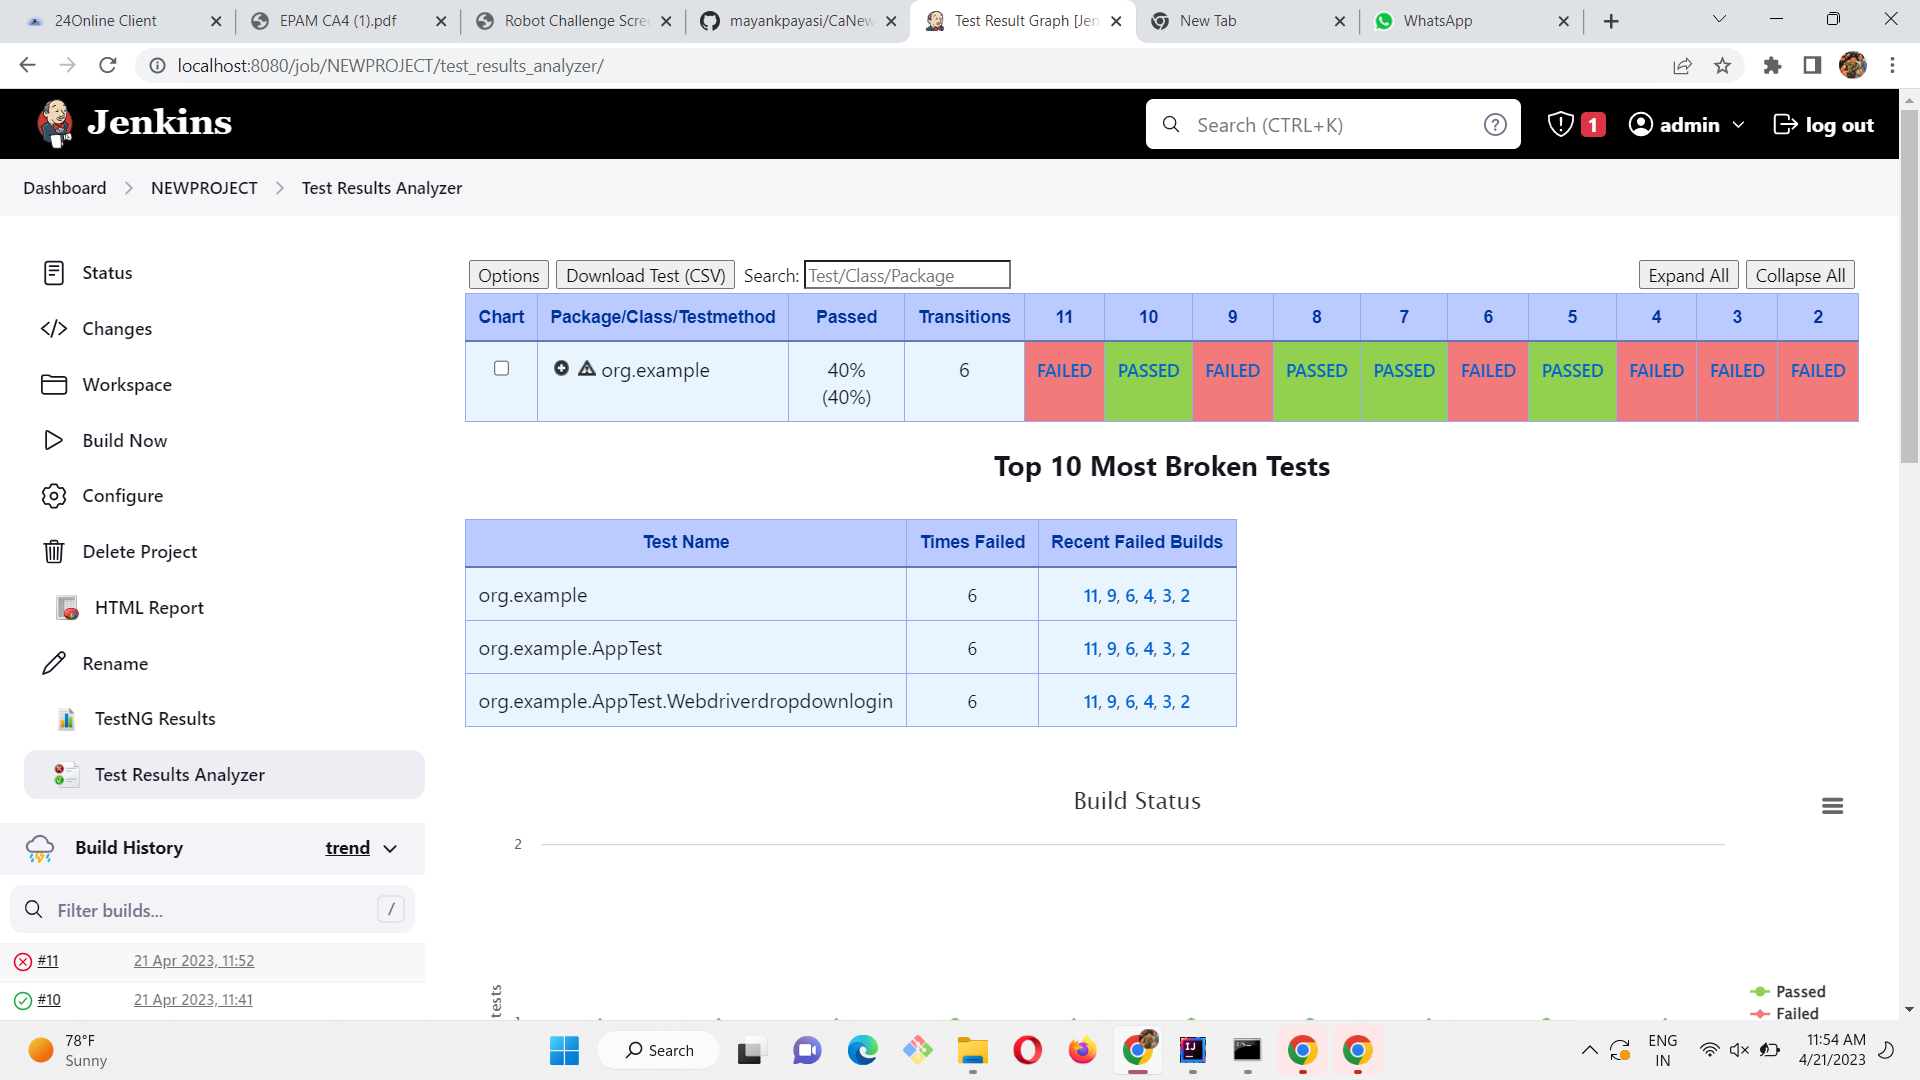 24Online Client
EPAM CA4 (1).pdf
Robot Challenge Scre
mayankpayasi/CaNew
Test Result Graph [Jen
New Tab
WhatsApp
localhost:8080/job/NEWPROJECT/test_results_analyzer/
Jenkins
Search (CTRL+K)
?
1
admin
log out
Dashboard
NEWPROJECT
Test Results Analyzer
Status
Changes
Workspace
Build Now
Configure
Delete Project
HTML Report
Rename
TestNG Results
Test Results Analyzer
Build History
trend
Filter builds...
/
#11 21 Apr 2023, 11:52
#10 21 Apr 2023, 11:41
Options Download Test (CSV) Search: Test/Class/Package Expand All Collapse All
Chart Package/Class/Testmethod Passed Transitions 11 10 9 8 7 6 5 4 3 2
org.example 40% 6 FAILED PASSED FAILED PASSED PASSED FAILED PASSED FAILED FAILED FAILED
(40%)
Top 10 Most Broken Tests
Test Name Times Failed Recent Failed Builds
org.example 6 11, 9, 6, 4, 3, 2
org.example.AppTest 6 11, 9, 6, 4, 3, 2
org.example.AppTest.Webdriverdropdownlogin 6 11, 9, 6, 4, 3, 2
Build Status
2
tests
Passed
Failed
78°F
Sunny
Search
ENG
IN
11:54 AM
4/21/2023